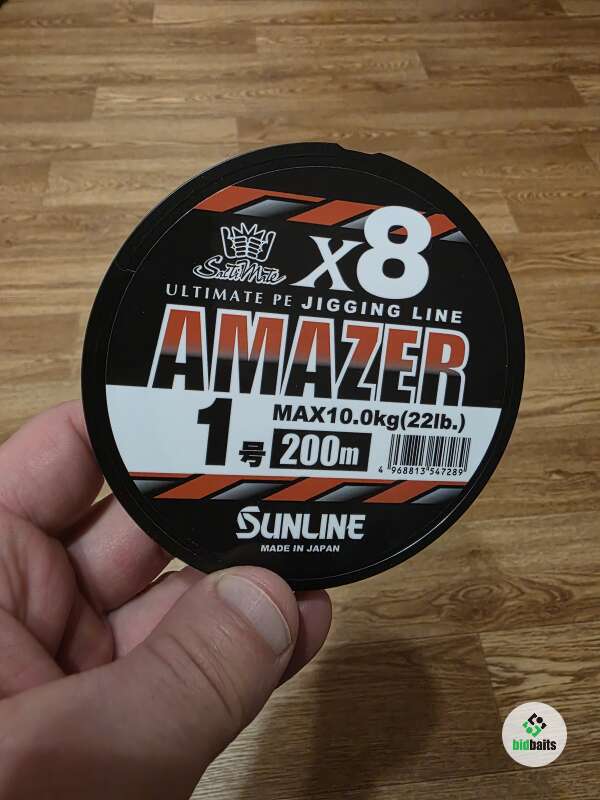 SaltiMate
X8
ULTIMATE PE JIGGING LINE
AMAZER
1号 200m
MAX10.0kg(22lb.)
4 968813 547289
SUNLINE
MADE IN JAPAN
bidbaits